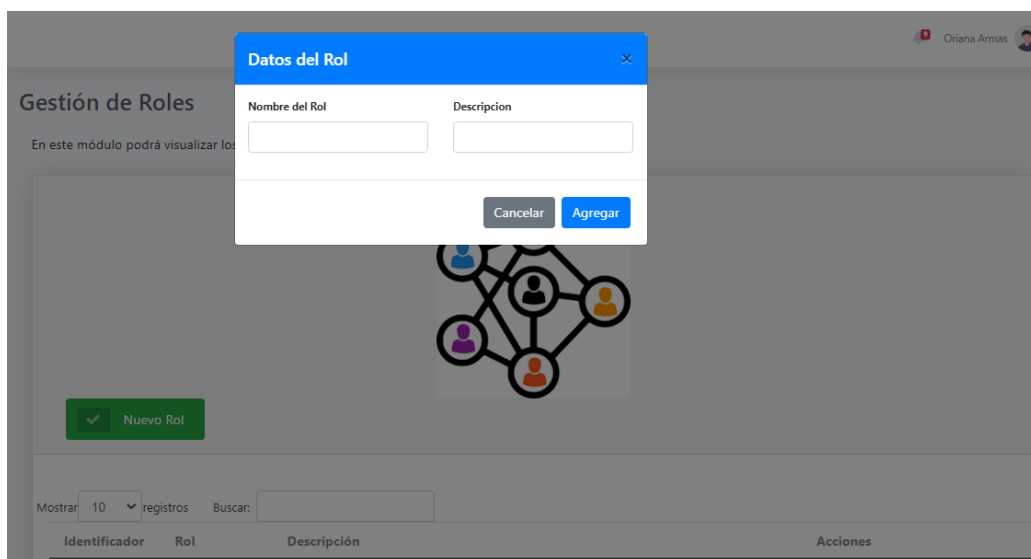 9 Oriana Armas
Datos del Rol ×
Gestión de Roles
Nombre del Rol Descripcion
En este módulo podrá visualizar los
Cancelar Agregar
Nuevo Rol
Mostrar 10 registros Buscar:
Identificador Rol Descripción Acciones